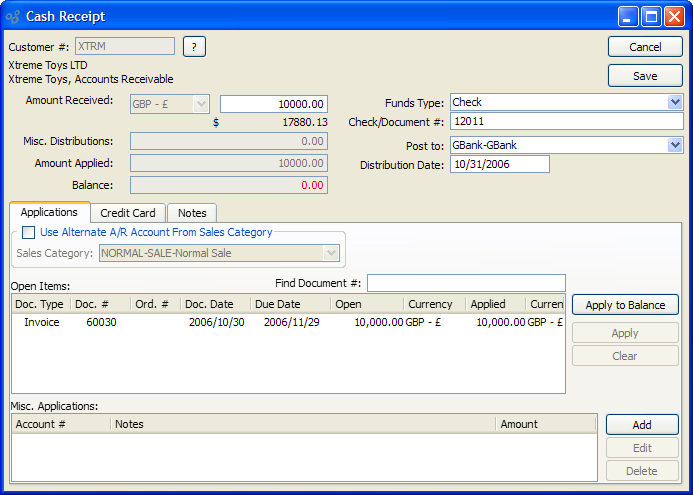 Cash Receipt
Customer #: XTRM ? Cancel
Xtreme Toys LTD
Xtreme Toys, Accounts Receivable Save
Amount Received: GBP - £ 10000.00 Funds Type: Check
$ 17880.13 Check/Document #: 12011
Misc. Distributions: 0.00 Post to: GBank-GBank
Amount Applied: 10000.00 Distribution Date: 10/31/2006
Balance: 0.00
Applications Credit Card Notes
Use Alternate A/R Account From Sales Category
Sales Category: NORMAL-SALE-Normal Sale
Open Items: Find Document #:
Doc. Type Doc. # Ord. # Doc. Date Due Date Open Currency Applied Curren Apply to Balance
Invoice 60030 2006/10/30 2006/11/29 10,000.00 GBP - £ 10,000.00 GBP - £
Apply
Clear
Misc. Applications:
Account # Notes Amount Add
Edit
Delete